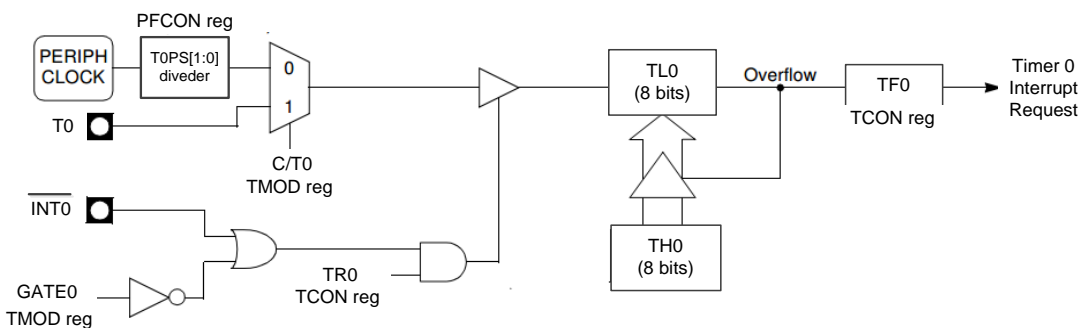 PFCON reg
PERIPH
CLOCK
T0PS[1:0]
diveder
0
1
T0
C/T0
TMOD reg
TL0
(8 bits)
Overflow
TF0
TCON reg
Timer 0
Interrupt
Request
INT0
TR0
TCON reg
TH0
(8 bits)
GATE0
TMOD reg